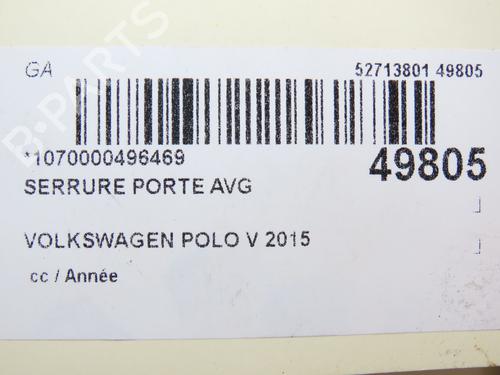 GA
52713801 49805
*1070000496469
49805
SERRURE PORTE AVG
VOLKSWAGEN POLO V 2015
cc / Année
B-PARTS